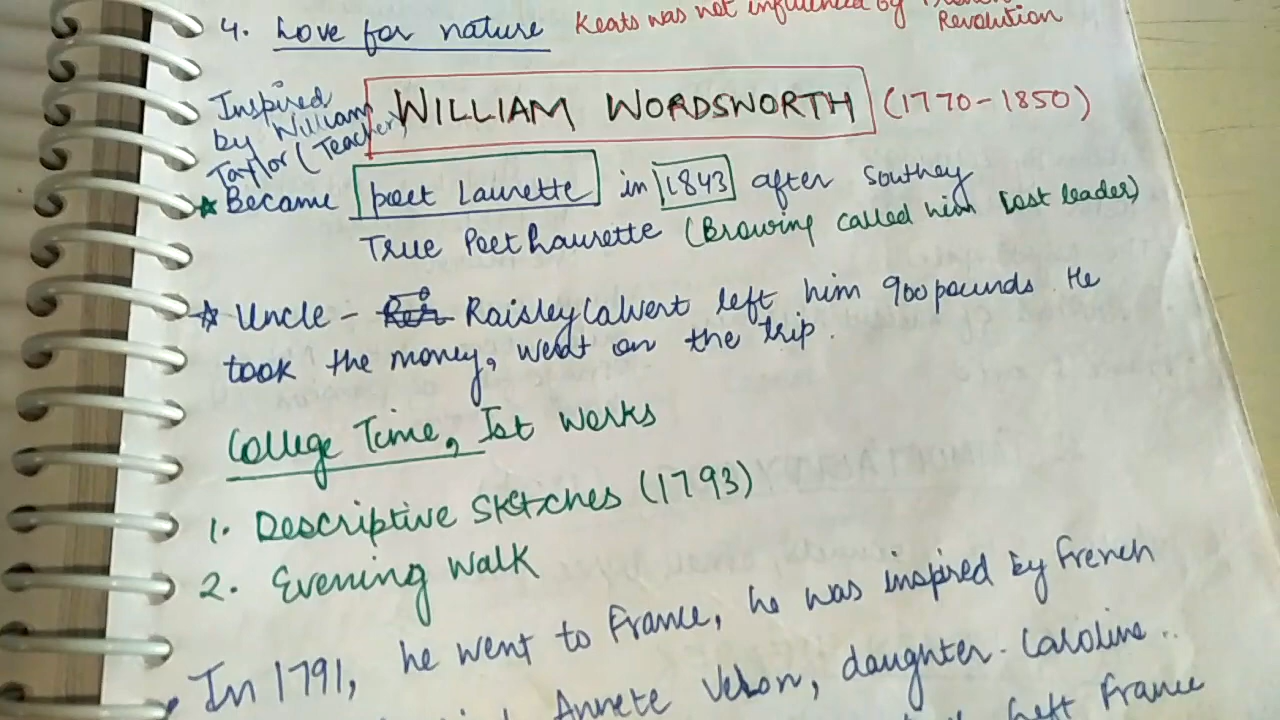 4. Love for nature Keats was not influenced by French
Revolution
Inspired
by William
Taylor (Teacher)
WILLIAM WORDSWORTH (1770-1850)
Became poet Laurette in 1843 after Southey
True Poet Laurette (Browing called him Lost leader)
Uncle - Raisley Calvert left him 900 pounds He
took the money, went on the trip.
College Time, Ist Works
1. Descriptive Sketches (1793)
2. Evening Walk
In 1791, he went to France, he was inspired by French
Annete Velon, daughter. Caroline..
left France